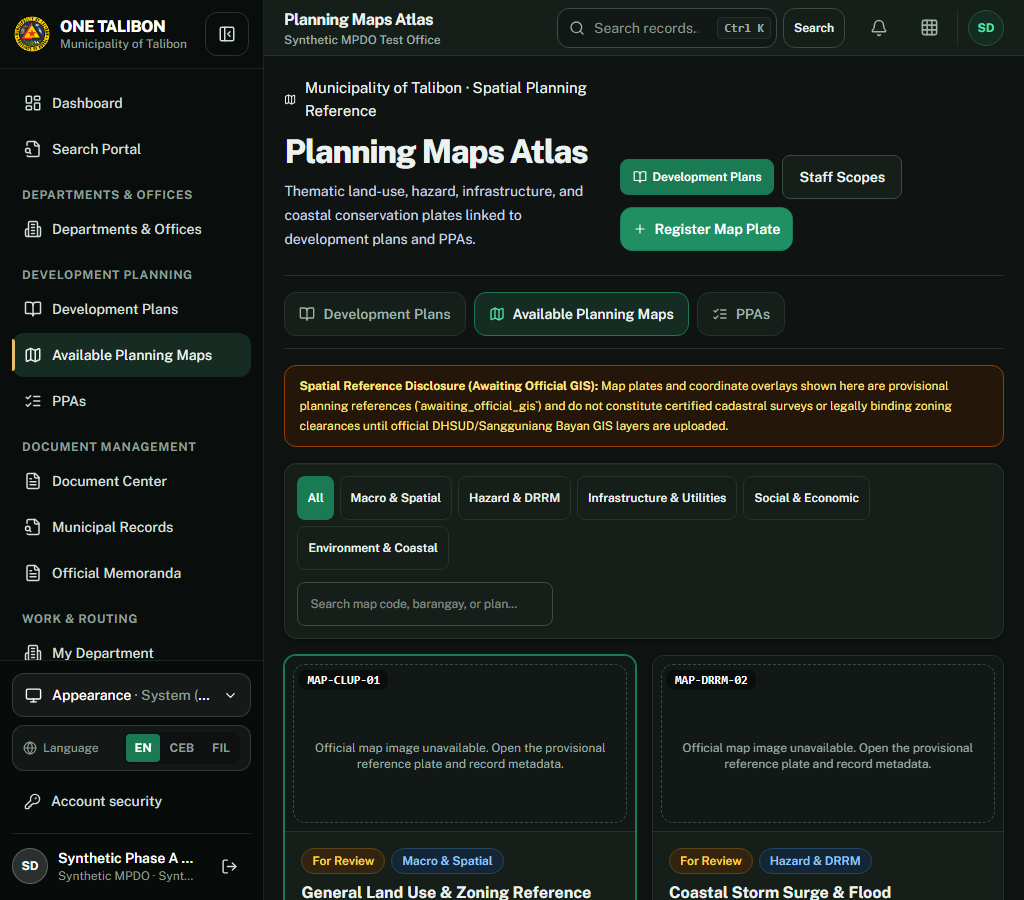 ONE TALIBON
Municipality of Talibon
Dashboard
Search Portal
DEPARTMENTS & OFFICES
Departments & Offices
DEVELOPMENT PLANNING
Development Plans
Available Planning Maps
PPAs
DOCUMENT MANAGEMENT
Document Center
Municipal Records
Official Memoranda
WORK & ROUTING
My Department
Appearance · System (...
Language
EN CEB FIL
Account security
SD
Synthetic Phase A ...
Synthetic MPDO · Synt...
Planning Maps Atlas
Synthetic MPDO Test Office
Search records.. Ctrl K
Search
SD
Municipality of Talibon · Spatial Planning
Reference
Planning Maps Atlas
Thematic land-use, hazard, infrastructure, and
coastal conservation plates linked to
development plans and PPAs.
Development Plans
Staff Scopes
+ Register Map Plate
Development Plans
Available Planning Maps
PPAs
Spatial Reference Disclosure (Awaiting Official GIS): Map plates and coordinate overlays shown here are provisional
planning references (`awaiting_official_gis`) and do not constitute certified cadastral surveys or legally binding zoning
clearances until official DHSUD/Sangguniang Bayan GIS layers are uploaded.
All
Macro & Spatial
Hazard & DRRM
Infrastructure & Utilities
Social & Economic
Environment & Coastal
Search map code, barangay, or plan...
MAP-CLUP-01
Official map image unavailable. Open the provisional
reference plate and record metadata.
For Review
Macro & Spatial
General Land Use & Zoning Reference
MAP-DRRM-02
Official map image unavailable. Open the provisional
reference plate and record metadata.
For Review
Hazard & DRRM
Coastal Storm Surge & Flood